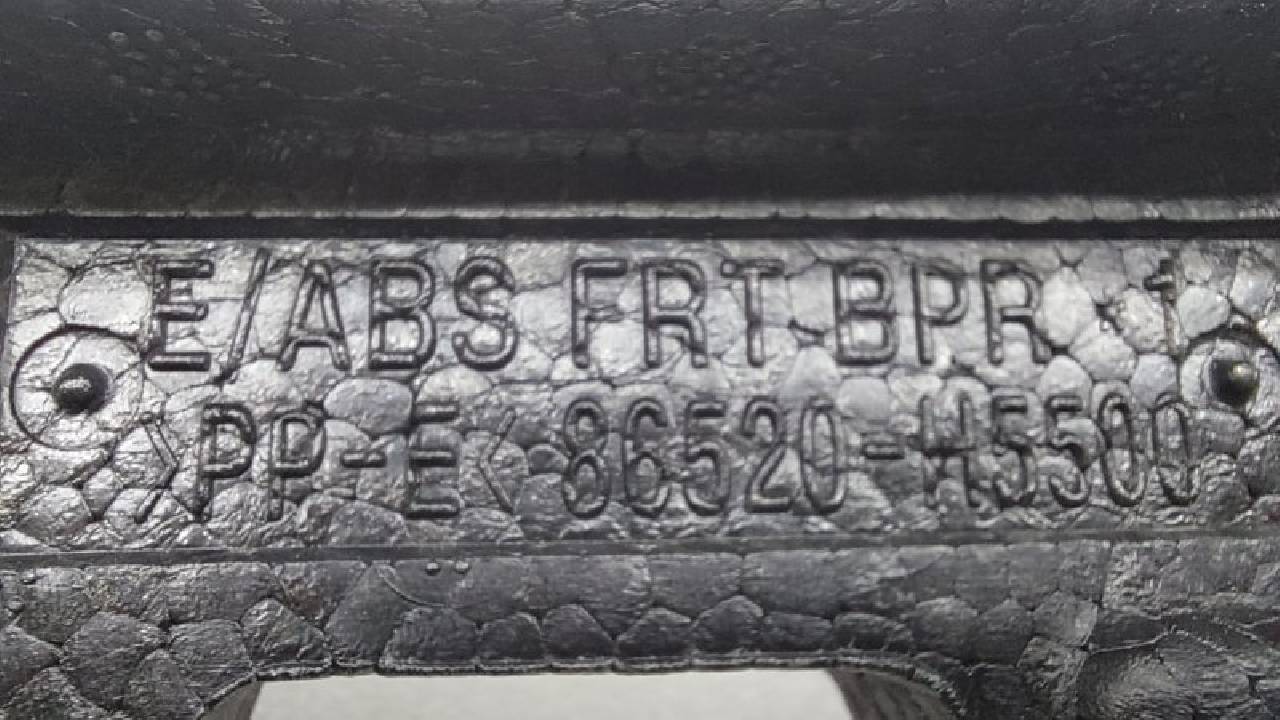 E/ABS FRT.BPR 1
>PP-E< 86520-H5500